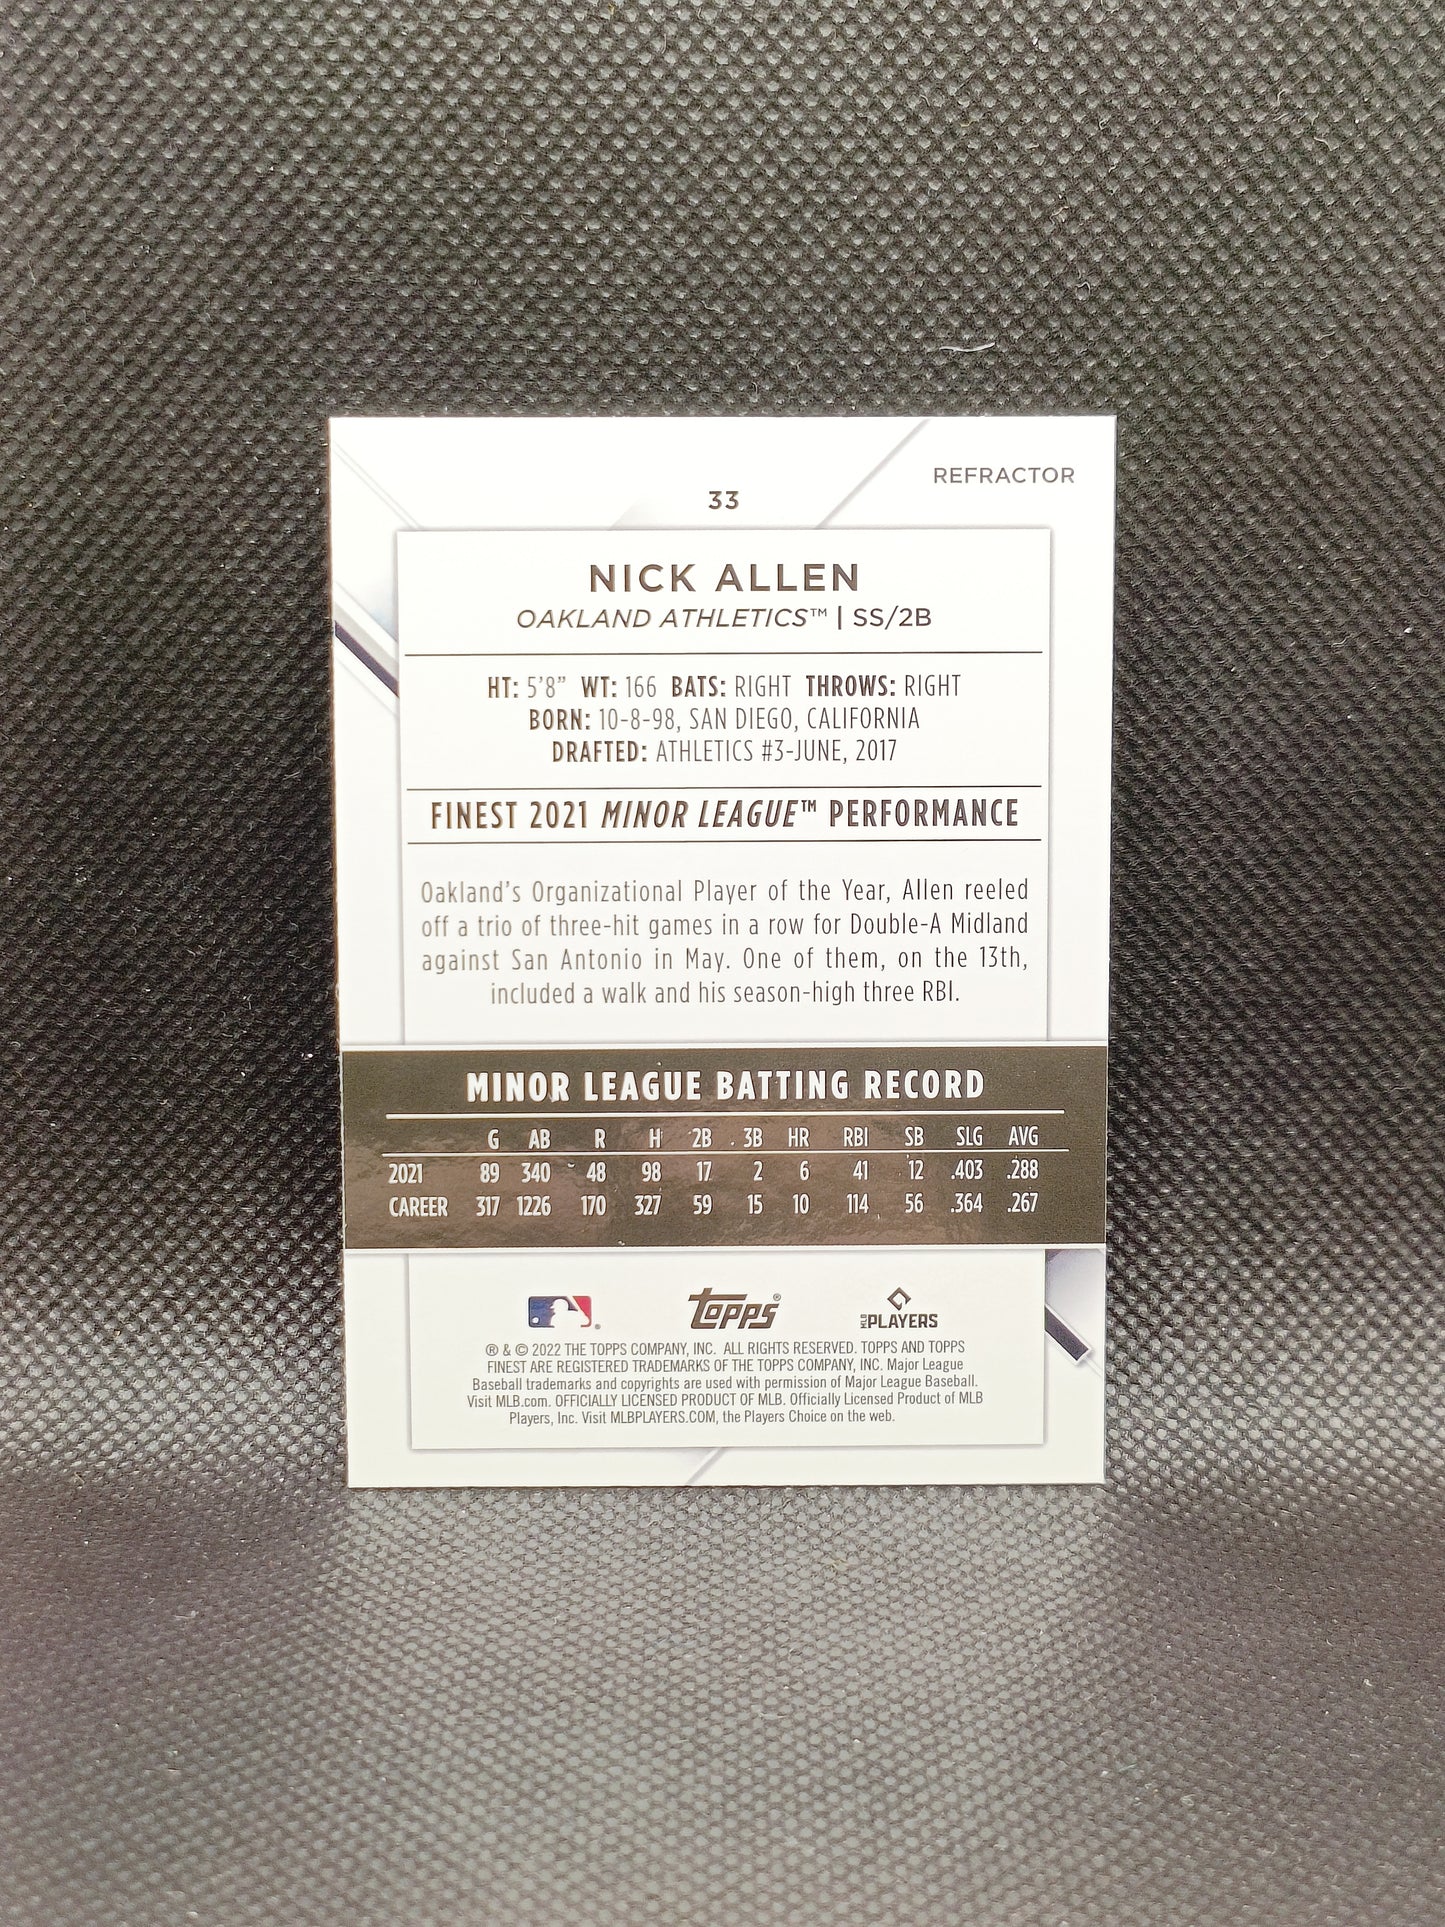 REFRACTOR
33
NICK ALLEN
OAKLAND ATHLETICS™ | SS/2B
HT: 5'8" WT: 166 BATS: RIGHT THROWS: RIGHT
BORN: 10-8-98, SAN DIEGO, CALIFORNIA
DRAFTED: ATHLETICS #3-JUNE, 2017
FINEST 2021 MINOR LEAGUE™ PERFORMANCE
Oakland's Organizational Player of the Year, Allen reeled
off a trio of three-hit games in a row for Double-A Midland
against San Antonio in May. One of them, on the 13th,
included a walk and his season-high three RBI.
MINOR LEAGUE BATTING RECORD
G AB R H 2B 3B HR RBI SB SLG AVG
2021 89 340 48 98 17 2 6 41 12 .403 .288
CAREER 317 1226 170 327 59 15 10 114 56 .364 .267
® Topps® MLB PLAYERS
® & © 2022 THE TOPPS COMPANY, INC. ALL RIGHTS RESERVED. TOPPS AND TOPPS
FINEST ARE REGISTERED TRADEMARKS OF THE TOPPS COMPANY, INC. Major League
Baseball trademarks and copyrights are used with permission of Major League Baseball.
Visit MLB.com. OFFICIALLY LICENSED PRODUCT OF MLB. Officially Licensed Product of MLB
Players, Inc. Visit MLBPLAYERS.COM, the Players Choice on the web.